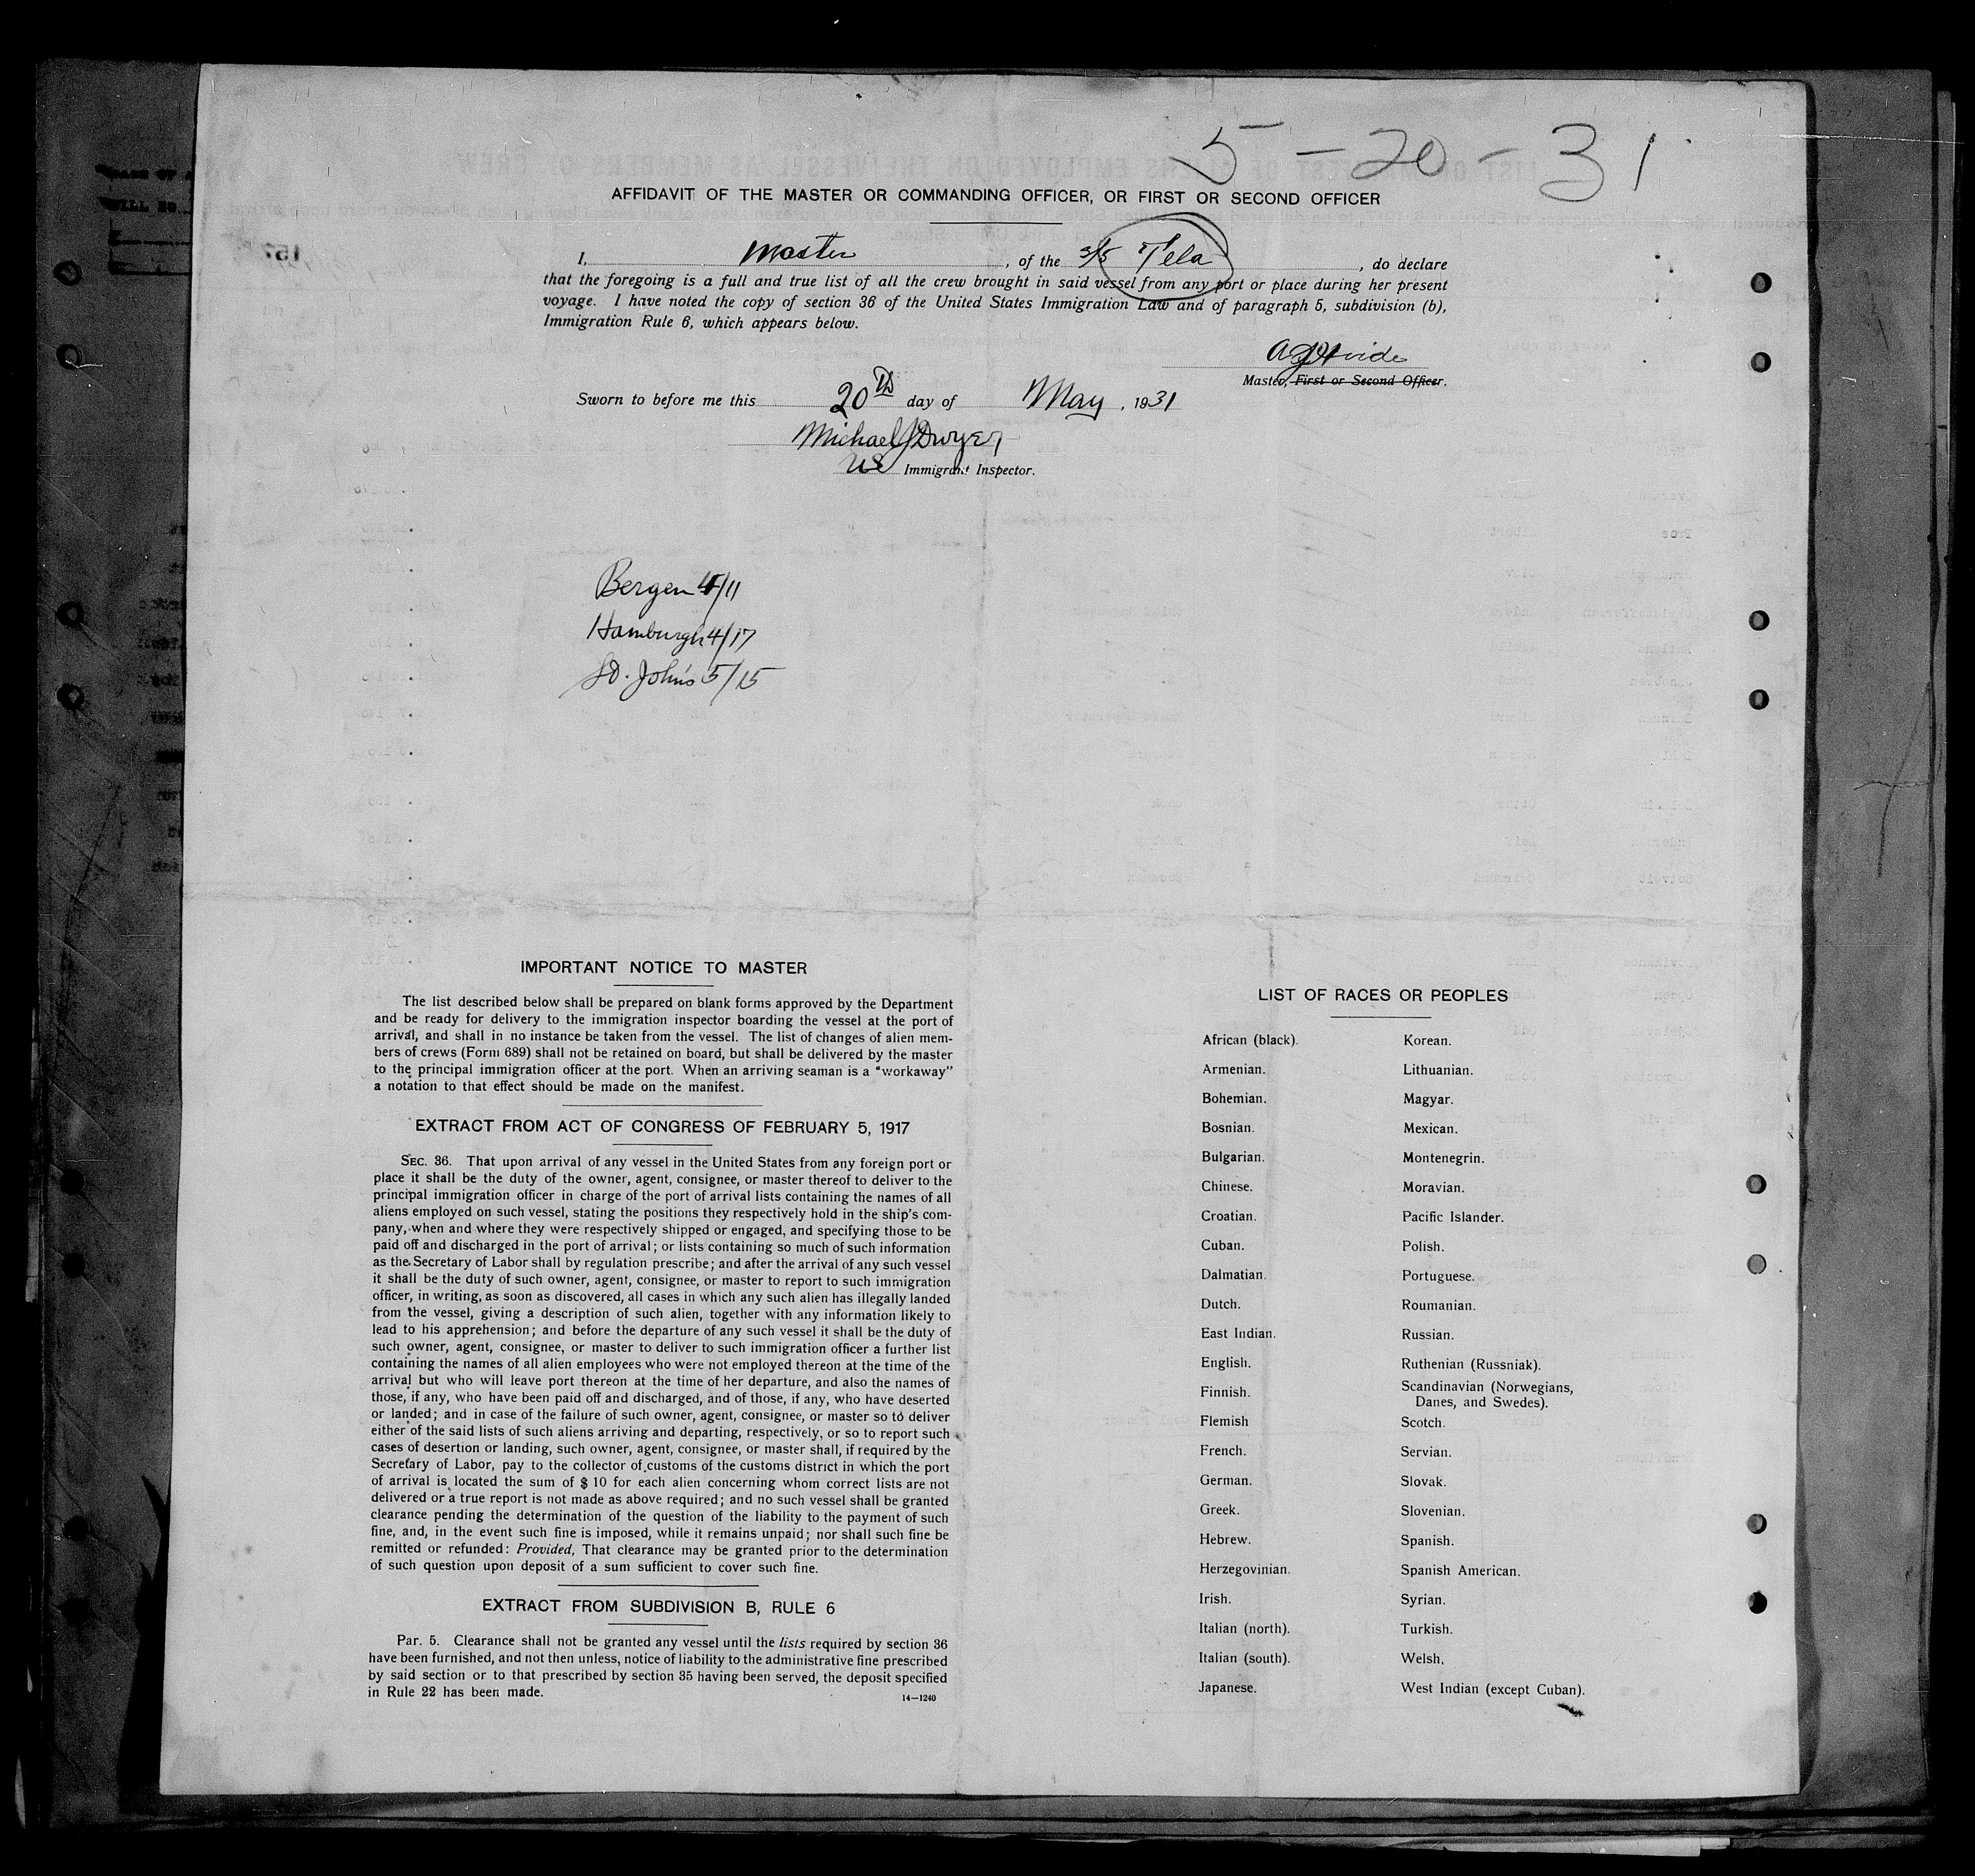 5-20-31
AFFIDAVIT OF THE MASTER OR COMMANDING OFFICER, OR FIRST OR SECOND OFFICER
I, Master, of the S/S Tela, do declare
that the foregoing is a full and true list of all the crew brought in said vessel from any port or place during her present
voyage. I have noted the copy of section 36 of the United States Immigration Law and of paragraph 5, subdivision (b),
Immigration Rule 6, which appears below.
Master, First or Second Officer.
Sworn to before me this 20th day of May, 1931
Michael J Dwyer
US Immigrant Inspector.
Bergen 4/11
Hamburgh 4/17
St. John's 5/15
IMPORTANT NOTICE TO MASTER
The list described below shall be prepared on blank forms approved by the Department
and be ready for delivery to the immigration inspector boarding the vessel at the port of
arrival, and shall in no instance be taken from the vessel. The list of changes of alien mem-
bers of crews (Form 689) shall not be retained on board, but shall be delivered by the master
to the principal immigration officer at the port. When an arriving seaman is a "workaway"
a notation to that effect should be made on the manifest.
EXTRACT FROM ACT OF CONGRESS OF FEBRUARY 5, 1917
SEC. 36. That upon arrival of any vessel in the United States from any foreign port or
place it shall be the duty of the owner, agent, consignee, or master thereof to deliver to the
principal immigration officer in charge of the port of arrival lists containing the names of all
aliens employed on such vessel, stating the positions they respectively hold in the ship's com-
pany, when and where they were respectively shipped or engaged, and specifying those to be
paid off and discharged in the port of arrival; or lists containing so much of such information
as the Secretary of Labor shall by regulation prescribe; and after the arrival of any such vessel
it shall be the duty of such owner, agent, consignee, or master to report to such immigration
officer, in writing, as soon as discovered, all cases in which any such alien has illegally landed
from the vessel, giving a description of such alien, together with any information likely to
lead to his apprehension; and before the departure of any such vessel it shall be the duty of
such owner, agent, consignee, or master to deliver to such immigration officer a further list
containing the names of all alien employees who were not employed thereon at the time of the
arrival but who will leave port thereon at the time of her departure, and also the names of
those, if any, who have been paid off and discharged, and of those, if any, who have deserted
or landed; and in case of the failure of such owner, agent, consignee, or master so to deliver
either of the said lists of such aliens arriving and departing, respectively, or so to report such
cases of desertion or landing, such owner, agent, consignee, or master shall, if required by the
Secretary of Labor, pay to the collector of customs of the customs district in which the port
of arrival is located the sum of $10 for each alien concerning whom correct lists are not
delivered or a true report is not made as above required; and no such vessel shall be granted
clearance pending the determination of the question of the liability to the payment of such
fine, and, in the event such fine is imposed, while it remains unpaid; nor shall such fine be
remitted or refunded: Provided, That clearance may be granted prior to the determination
of such question upon deposit of a sum sufficient to cover such fine.
EXTRACT FROM SUBDIVISION B, RULE 6
Par. 5. Clearance shall not be granted any vessel until the lists required by section 36
have been furnished, and not then unless, notice of liability to the administrative fine prescribed
by said section or to that prescribed by section 35 having been served, the deposit specified
in Rule 22 has been made.
14—1240
LIST OF RACES OR PEOPLES
African (black).
Armenian.
Bohemian.
Bosnian.
Bulgarian.
Chinese.
Croatian.
Cuban.
Dalmatian.
Dutch.
East Indian.
English.
Finnish.
Flemish
French.
German.
Greek.
Hebrew.
Herzegovinian.
Irish.
Italian (north).
Italian (south).
Japanese.
Korean.
Lithuanian.
Magyar.
Mexican.
Montenegrin.
Moravian.
Pacific Islander.
Polish.
Portuguese.
Roumanian.
Russian.
Ruthenian (Russniak).
Scandinavian (Norwegians,
Danes, and Swedes).
Scotch.
Servian.
Slovak.
Slovenian.
Spanish.
Spanish American.
Syrian.
Turkish.
Welsh.
West Indian (except Cuban).